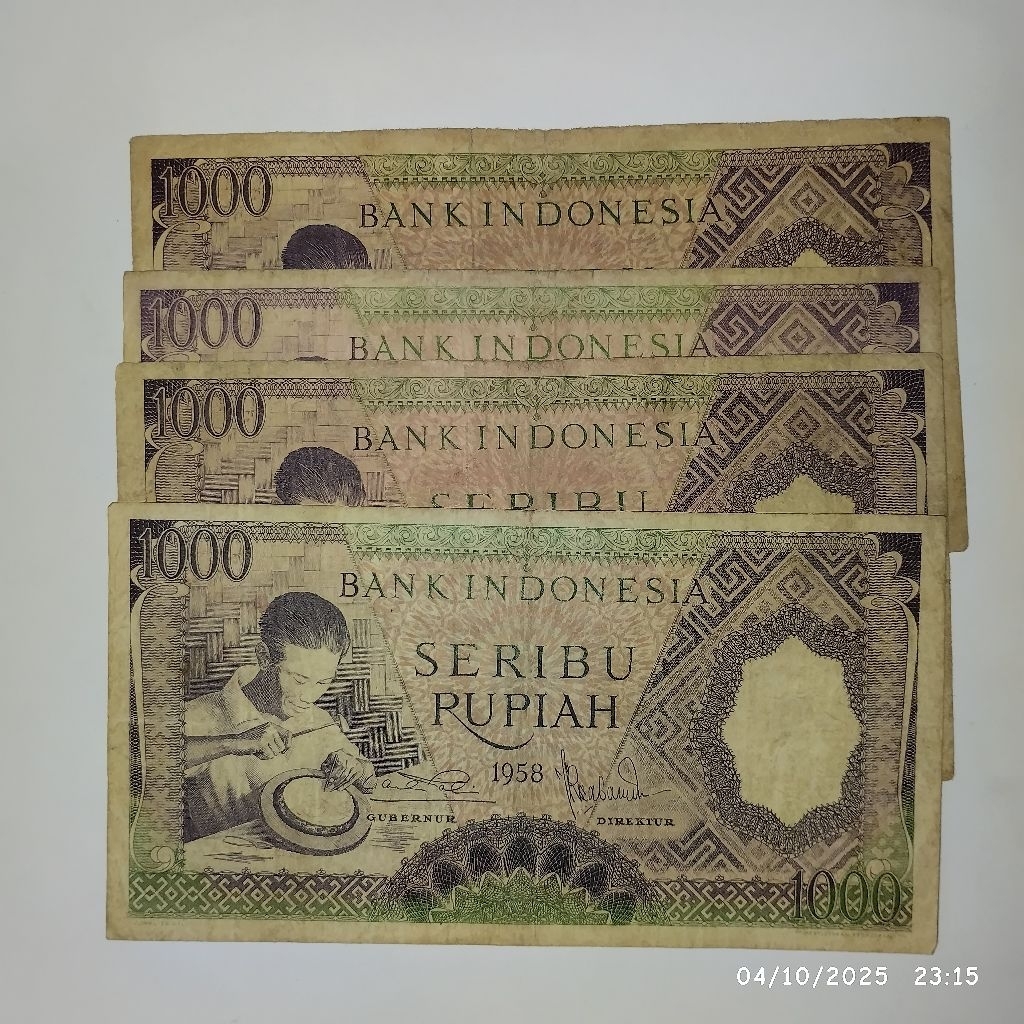 1000
BANK INDONESIA
1000
BANK INDONESIA
1000
BANK INDONESIA
SERIBU
1000
BANK INDONESIA
SERIBU
RUPIAH
1958
GUBERNUR DIREKTUR
1000
04/10/2025 23:15